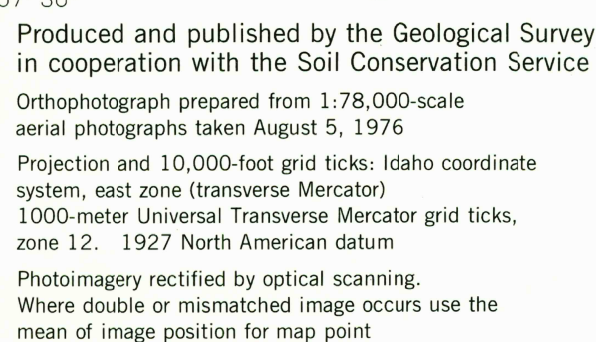 Produced and published by the Geological Survey
in cooperation with the Soil Conservation Service
Orthophotograph prepared from 1:78,000-scale
aerial photographs taken August 5, 1976
Projection and 10,000-foot grid ticks: Idaho coordinate
system, east zone (transverse Mercator)
1000-meter Universal Transverse Mercator grid ticks,
zone 12. 1927 North American datum
Photoimagery rectified by optical scanning.
Where double or mismatched image occurs use the
mean of image position for map point